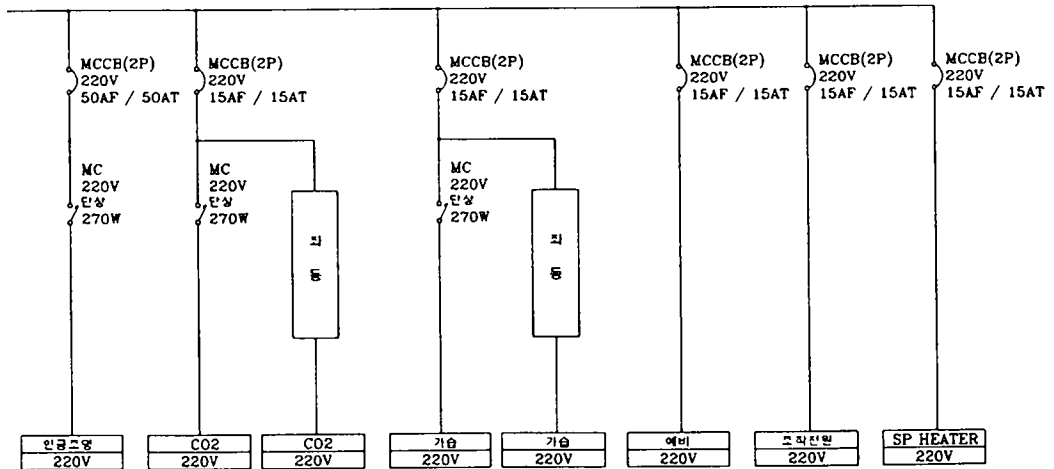 MCCB(2P)
220V
50AF / 50AT
MCCB(2P)
220V
15AF / 15AT
MCCB(2P)
220V
15AF / 15AT
MCCB(2P)
220V
15AF / 15AT
MCCB(2P)
220V
15AF / 15AT
MCCB(2P)
220V
15AF / 15AT
MC
220V
단상
270W
MC
220V
단상
270W
MC
220V
단상
270W
인공조명
220V
CO2
220V
CO2
220V
가습
220V
가습
220V
예비
220V
조작전원
220V
SP HEATER
220V